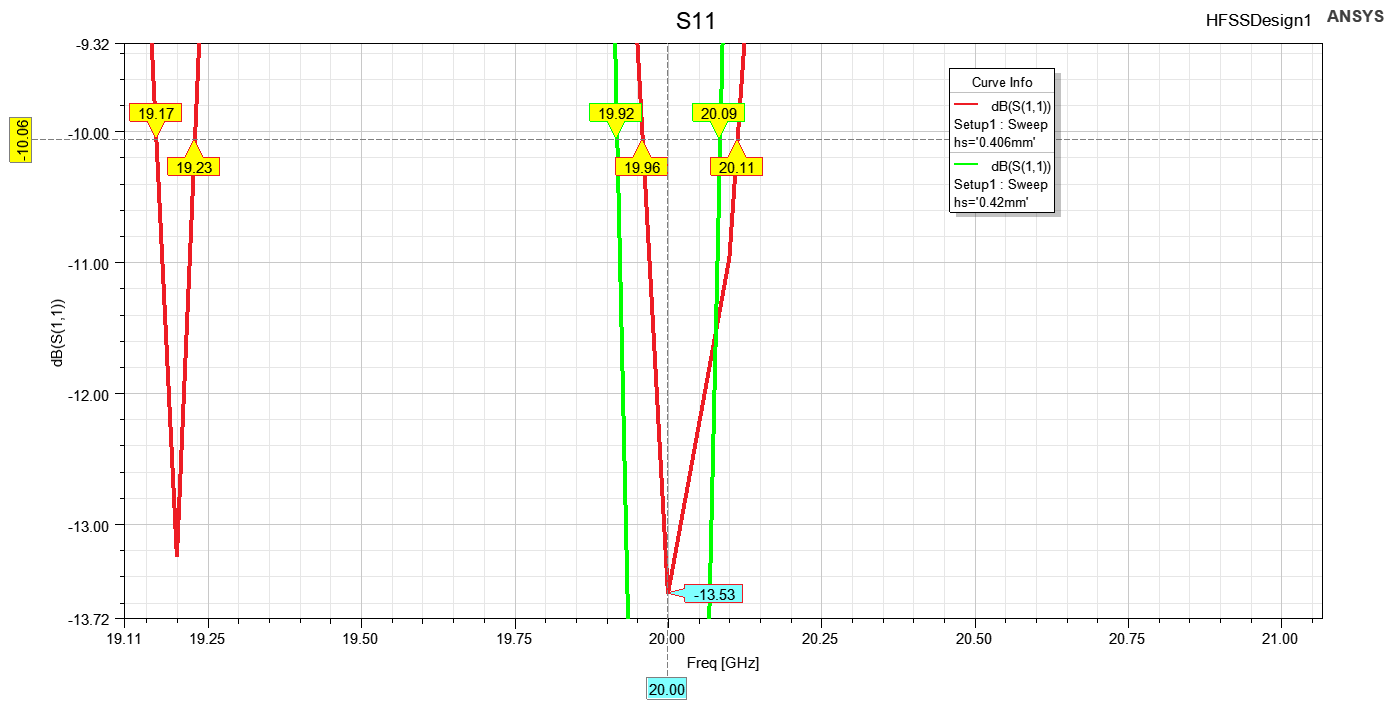 S11
HFSSDesign1
ANSYS
-9.32
-10.00
-11.00
-12.00
-13.00
-13.72
-10.06
dB(S(1,1))
19.17
19.23
19.92
19.96
20.09
20.11
Curve Info
dB(S(1,1))
Setup1 : Sweep
hs='0.406mm'
dB(S(1,1))
Setup1 : Sweep
hs='0.42mm'
-13.53
19.11
19.25
19.50
19.75
20.00
20.25
20.50
20.75
21.00
Freq [GHz]
20.00